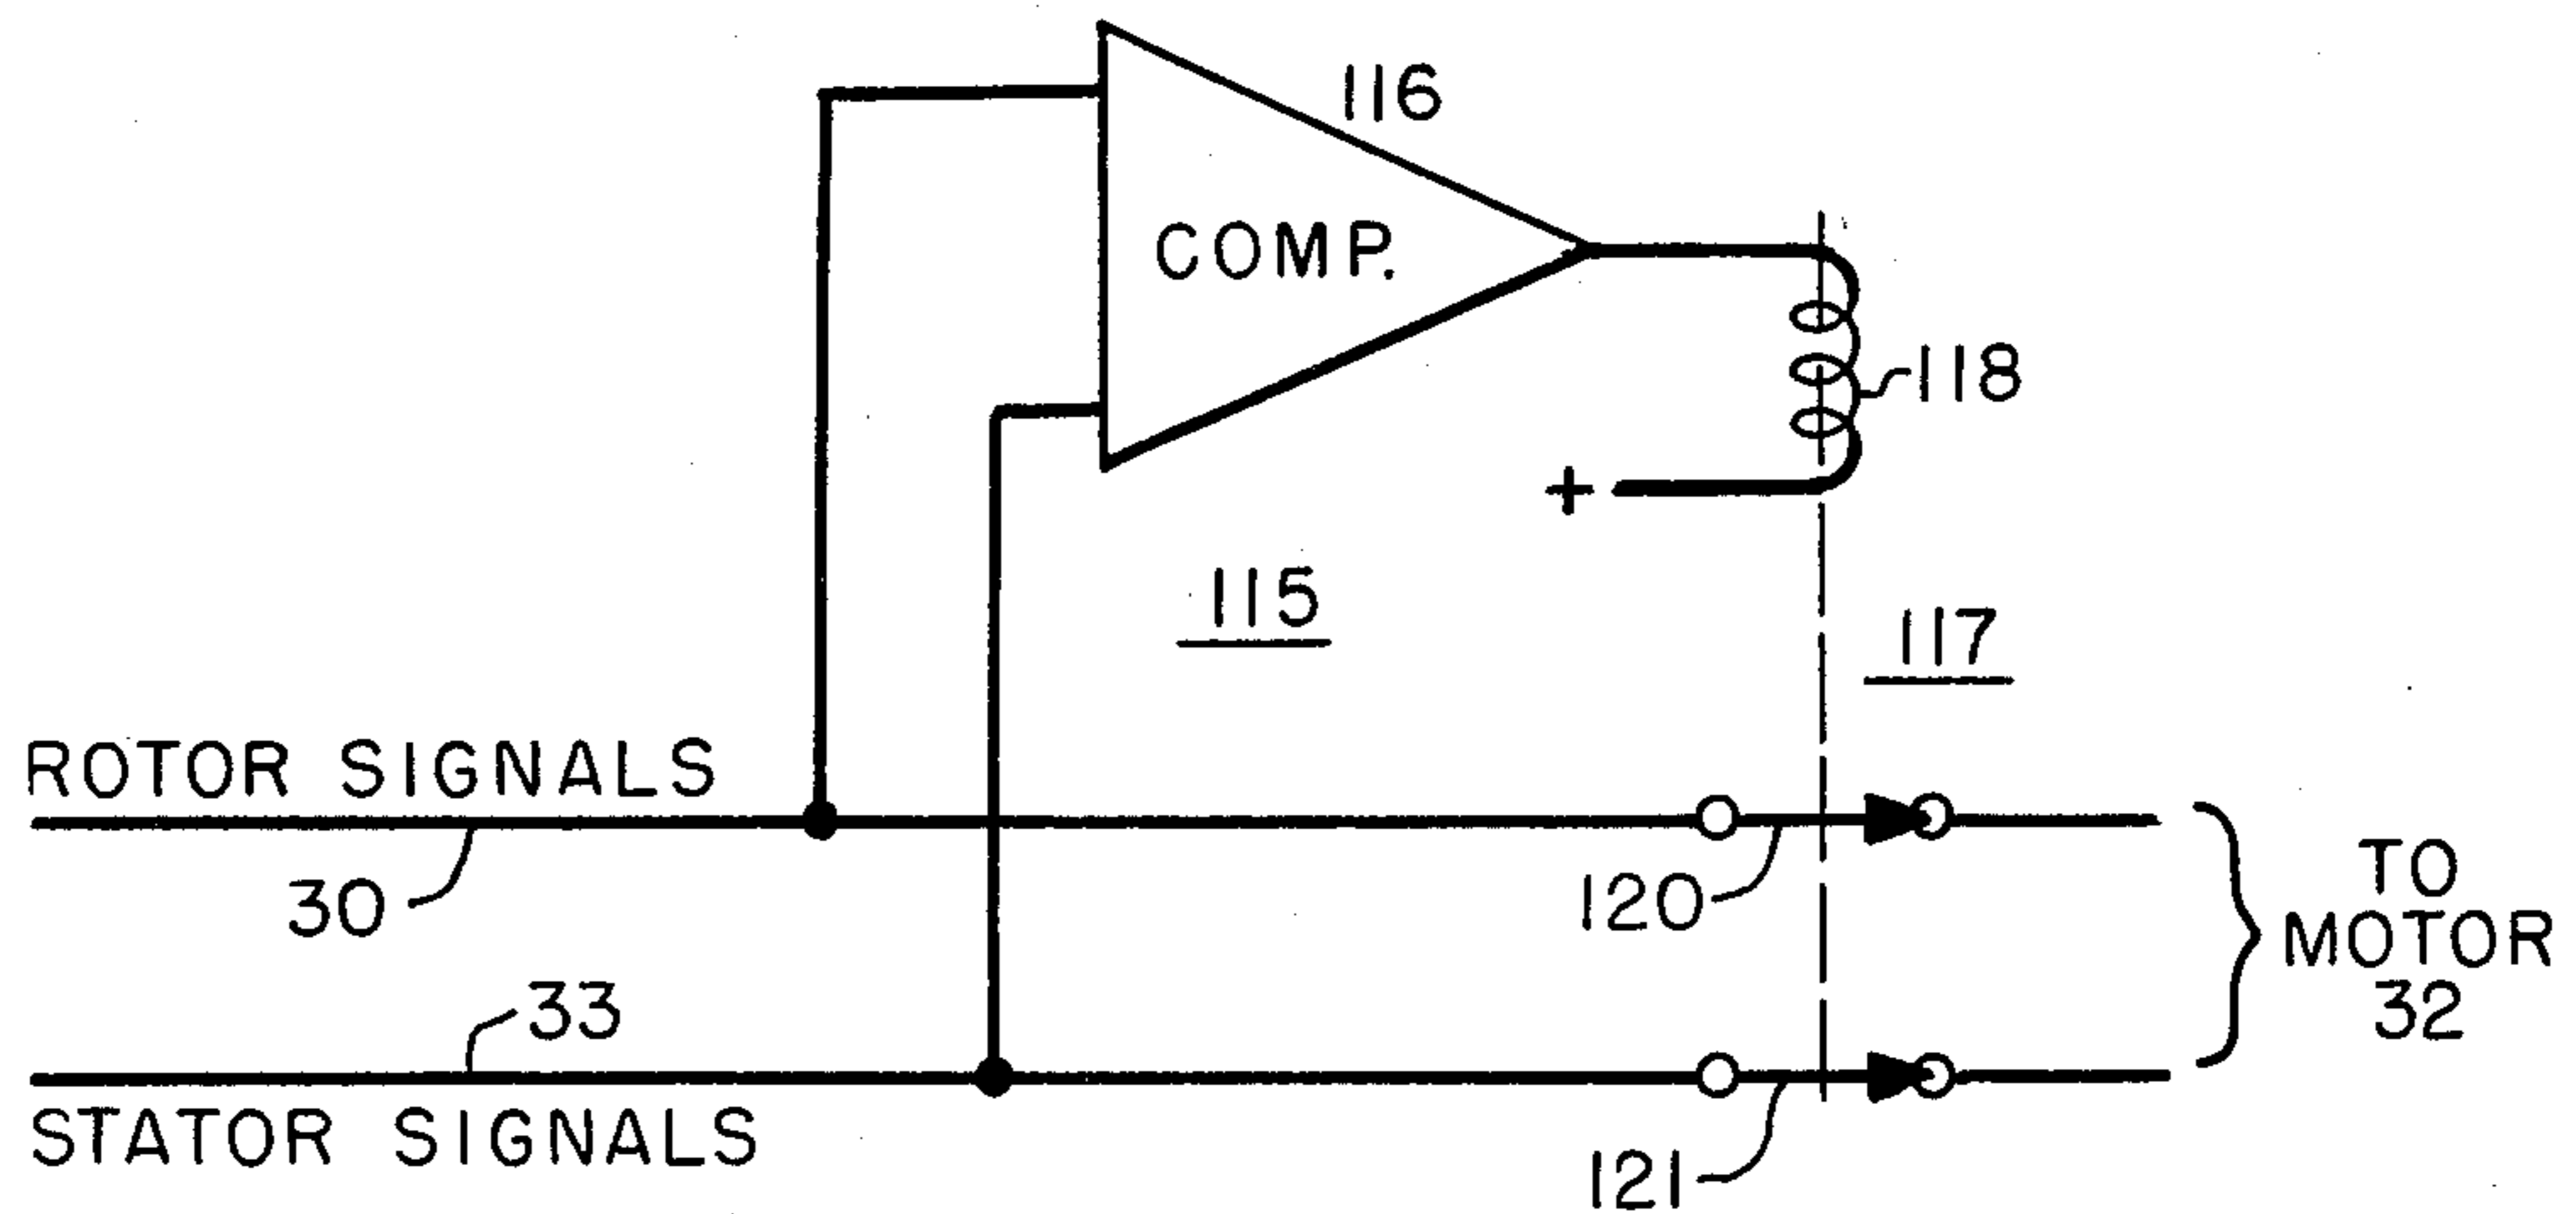 116
COMP.
118
+
115
117
ROTOR SIGNALS
30
120
TO
MOTOR
32
33
STATOR SIGNALS
121